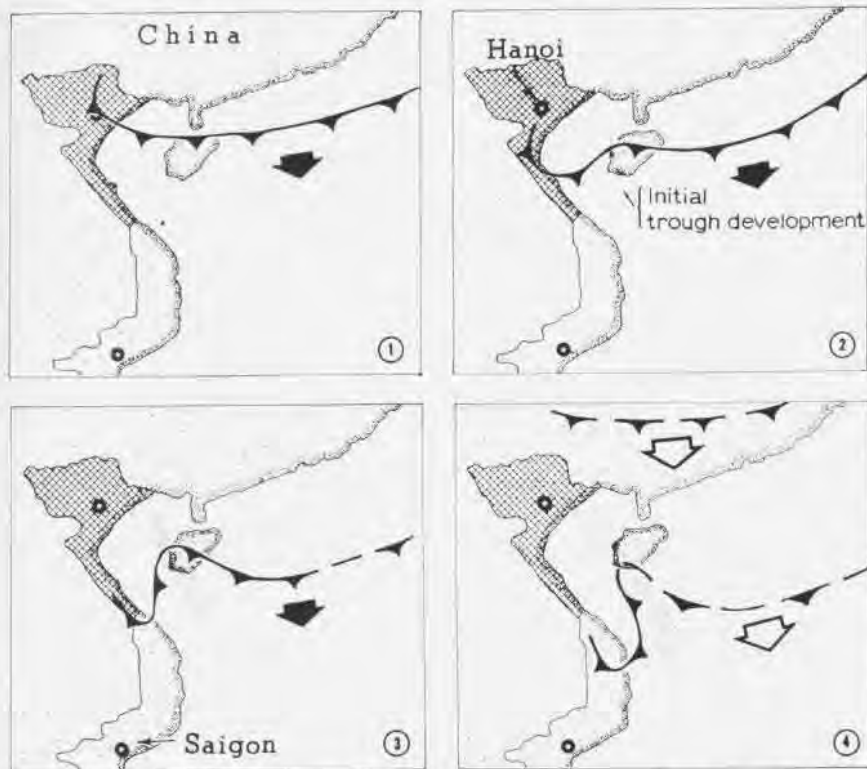 China
①
Hanoi
Initial
trough development
②
Saigon
③
④